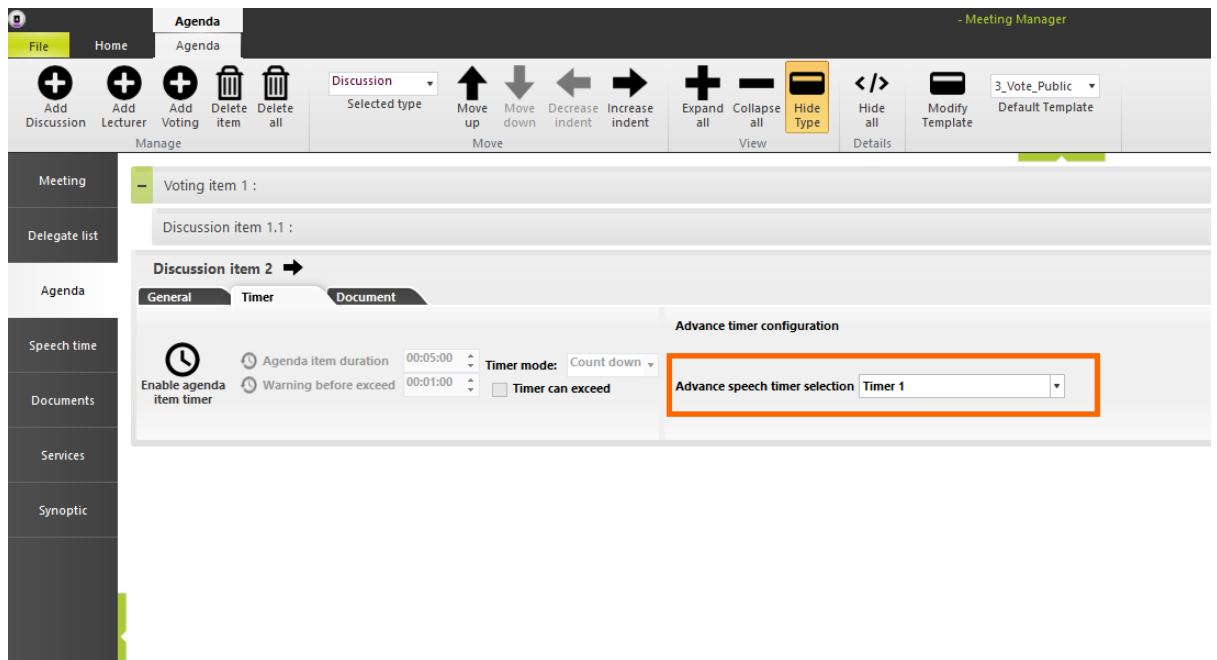 Agenda
- Meeting Manager
File Home Agenda
Add Discussion
Add Lecturer
Add Voting
Delete item
Delete all
Manage
Discussion
Selected type
Move up
Move down
Decrease indent
Increase indent
Move
Expand all
Collapse all
Hide Type
View
</>
Hide all
Details
Modify Template
3_Vote_Public
Default Template
Meeting
Delegate list
Agenda
Speech time
Documents
Services
Synoptic
Voting item 1 :
Discussion item 1.1 :
Discussion item 2
General Timer Document
Enable agenda item timer
Agenda item duration 00:05:00
Warning before exceed 00:01:00
Timer mode: Count down
Timer can exceed
Advance timer configuration
Advance speech timer selection Timer 1